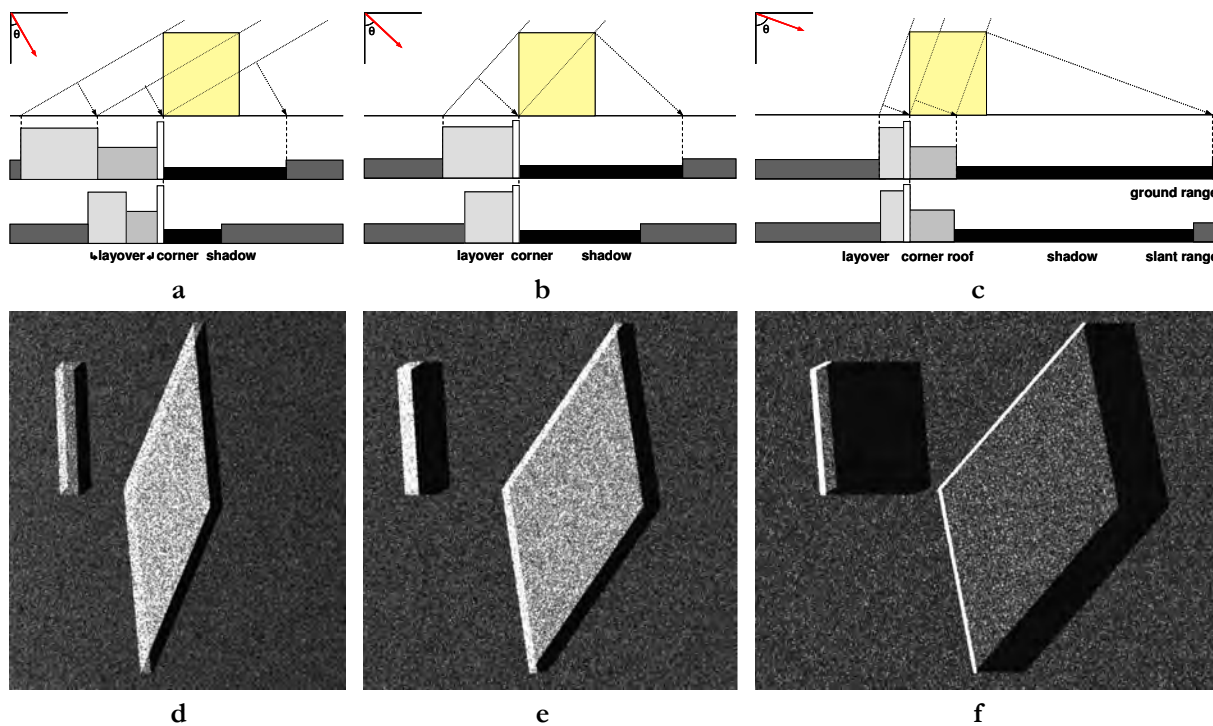 θ
θ
θ
ground range
↳layover↲ corner shadow
layover corner shadow
layover corner roof shadow slant range
a
b
c
d
e
f